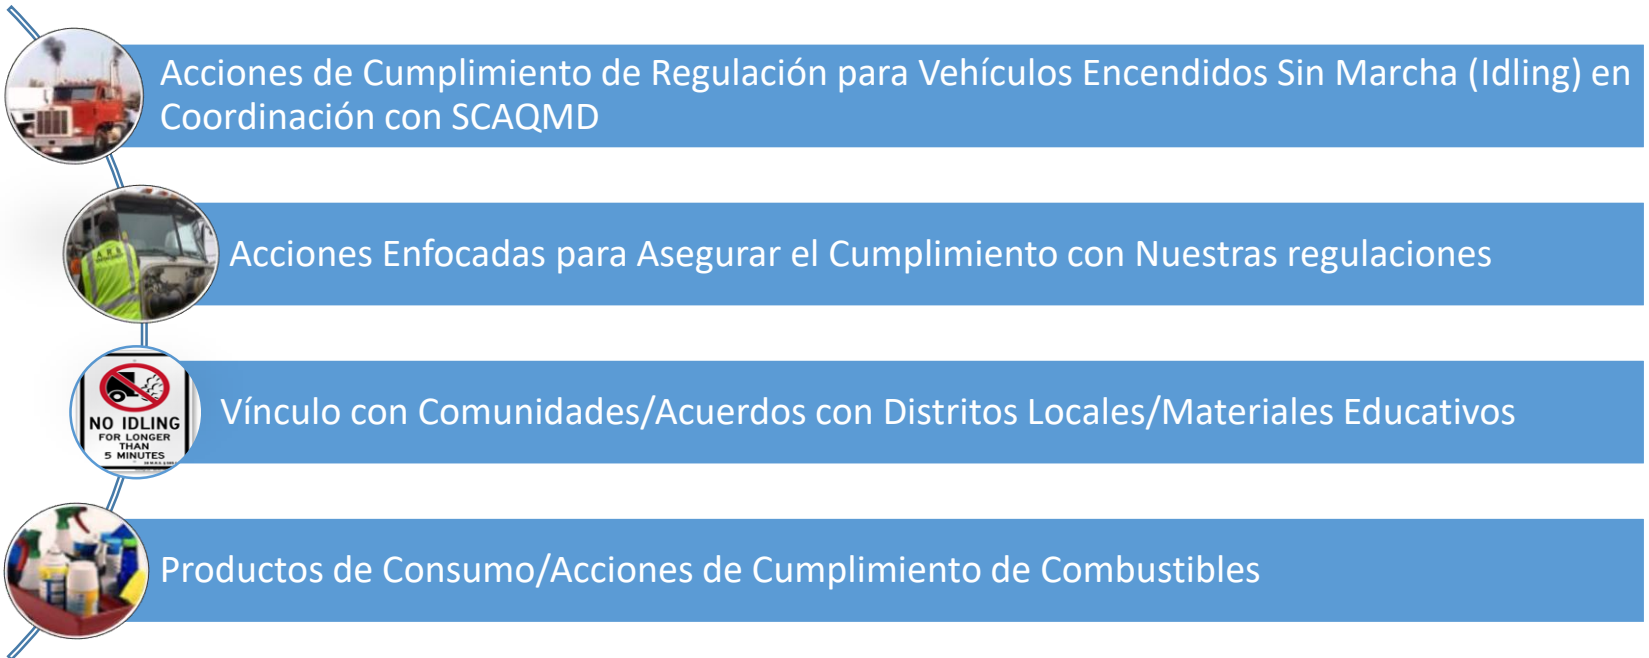 Acciones de Cumplimiento de Regulación para Vehículos Encendidos Sin Marcha (Idling) en
Coordinación con SCAQMD
A R B
Acciones Enfocadas para Asegurar el Cumplimiento con Nuestras regulaciones
NO IDLING
FOR LONGER
THAN
5 MINUTES
Vínculo con Comunidades/Acuerdos con Distritos Locales/Materiales Educativos
Productos de Consumo/Acciones de Cumplimiento de Combustibles